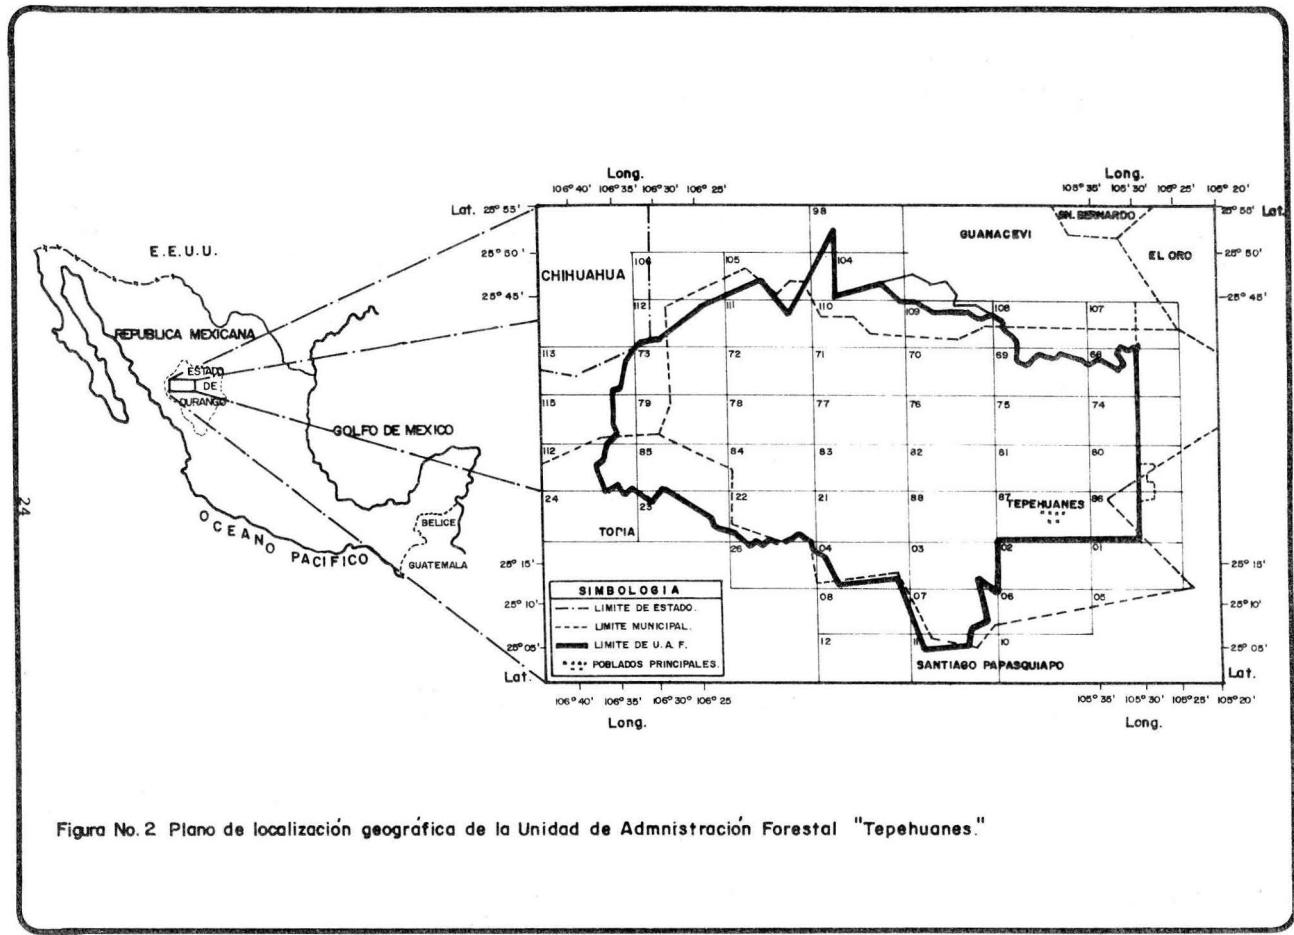 Long.
Long.
106° 40' 106° 35' 106° 30' 106° 25'
105° 35' 105° 30' 105° 25' 105° 20'
Lat. 25° 55'
98
SN. BERNARDO
25° 55' Lat.
GUANACEVI
E.E.U.U.
25° 50'
106
105
104
EL ORO
25° 50'
CHIHUAHUA
25° 45'
112
111
110
109
108
107
25° 45'
REPUBLICA MEXICANA
113
73
72
71
70
69
68
ESTADO
DE
DURANGO
115
79
78
77
76
75
74
GOLFO DE MEXICO
112
85
84
83
82
81
80
24
23
22
21
88
87
86
TEPEHUANES
24
BELICE
OCEANO PACIFICO
GUATEMALA
TOPIA
26
04
03
02
01
25° 15'
25° 15'
SIMBOLOGIA
LIMITE DE ESTADO.
LIMITE MUNICIPAL.
LIMITE DE U. A. F.
POBLADOS PRINCIPALES.
08
07
06
05
25° 10'
25° 10'
12
11
10
25° 05'
25° 05'
SANTIAGO PAPASQUIAPO
Lat.
Lat.
106° 40' 106° 35' 106° 30' 106° 25
105° 35' 105° 30' 105° 25' 105° 20'
Long.
Long.
Figura No. 2 Plano de localización geográfica de la Unidad de Admnistración Forestal "Tepehuanes."